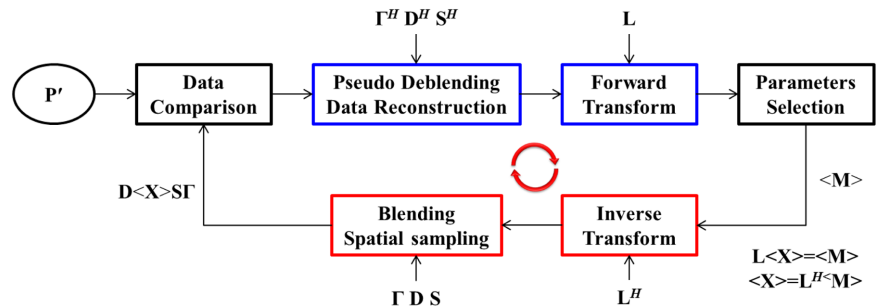 Γ^H D^H S^H
L
P′
Data
Comparison
Pseudo Deblending
Data Reconstruction
Forward
Transform
Parameters
Selection
D<X>SΓ
<M>
Blending
Spatial sampling
Inverse
Transform
L<X>=<M>
<X>=L^H<M>
Γ D S
L^H